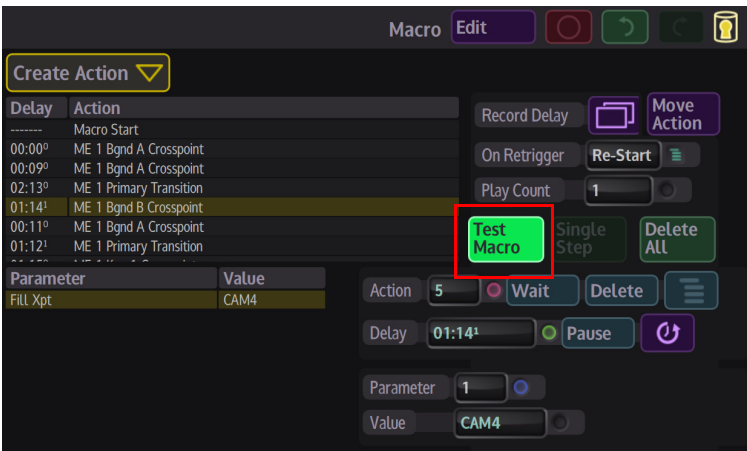 Macro Edit
Create Action
Delay Action
------- Macro Start
00:00⁰ ME 1 Bgnd A Crosspoint
00:09⁰ ME 1 Bgnd A Crosspoint
02:13⁰ ME 1 Primary Transition
01:14¹ ME 1 Bgnd B Crosspoint
00:11⁰ ME 1 Bgnd A Crosspoint
01:12¹ ME 1 Primary Transition
Record Delay
Move
Action
On Retrigger Re-Start
Play Count 1
Test
Macro
Single
Step
Delete
All
Parameter Value
Fill Xpt CAM4
Action 5 Wait Delete
Delay 01:14¹ Pause
Parameter 1
Value CAM4